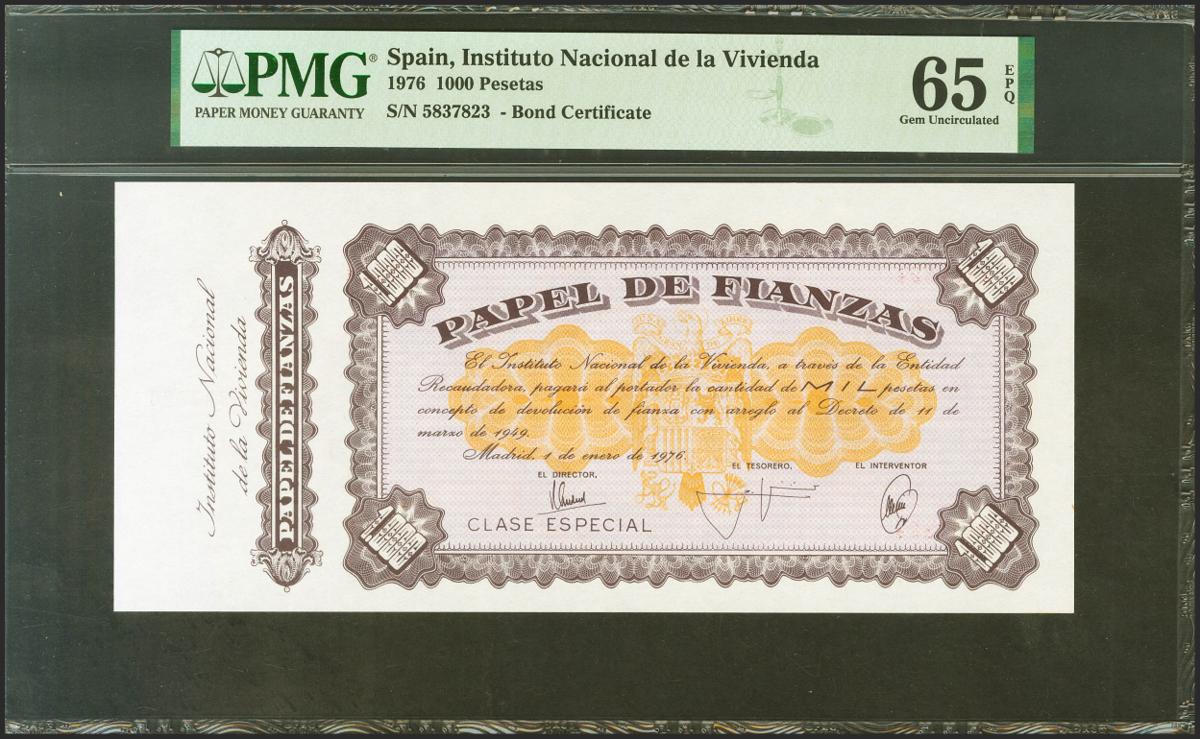 PMG®
PAPER MONEY GUARANTY
Spain, Instituto Nacional de la Vivienda
1976 1000 Pesetas
S/N 5837823 - Bond Certificate
65
EPQ
Gem Uncirculated
Instituto Nacional
de la Vivienda
PAPEL DE FIANZAS
PAPEL DE FIANZAS
El Instituto Nacional de la Vivienda, a través de la Entidad
Recaudadora, pagará al portador la cantidad de MIL pesetas en
concepto de devolución de fianza con arreglo al Decreto de 11 de
marzo de 1949.
Madrid, 1 de enero de 1976
EL DIRECTOR,
EL TESORERO,
EL INTERVENTOR
CLASE ESPECIAL